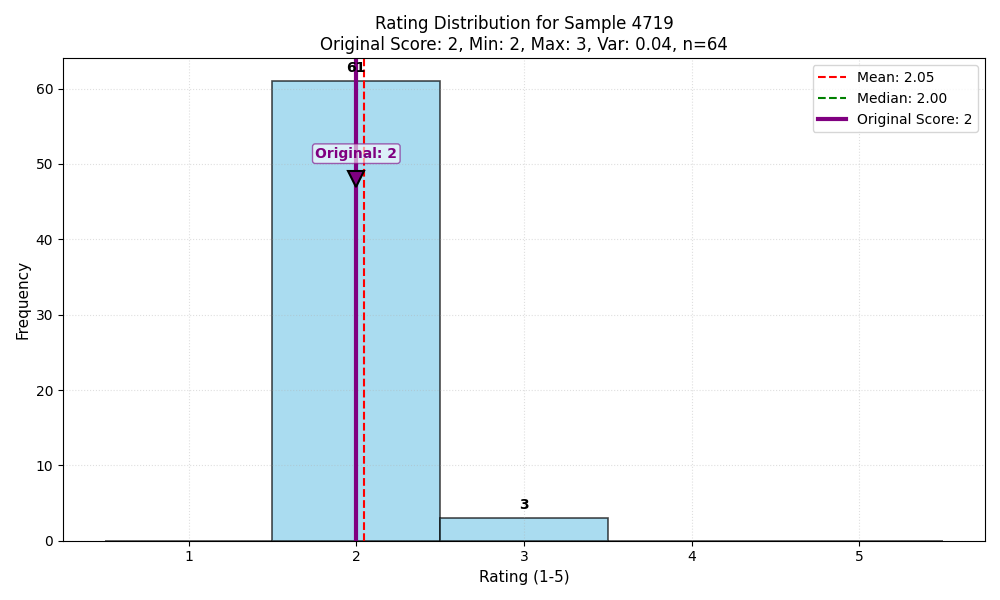 Rating Distribution for Sample 4719
Original Score: 2, Min: 2, Max: 3, Var: 0.04, n=64
61
Mean: 2.05
Median: 2.00
Original Score: 2
Original: 2
3
Frequency
60
50
40
30
20
10
0
1 2 3 4 5
Rating (1-5)